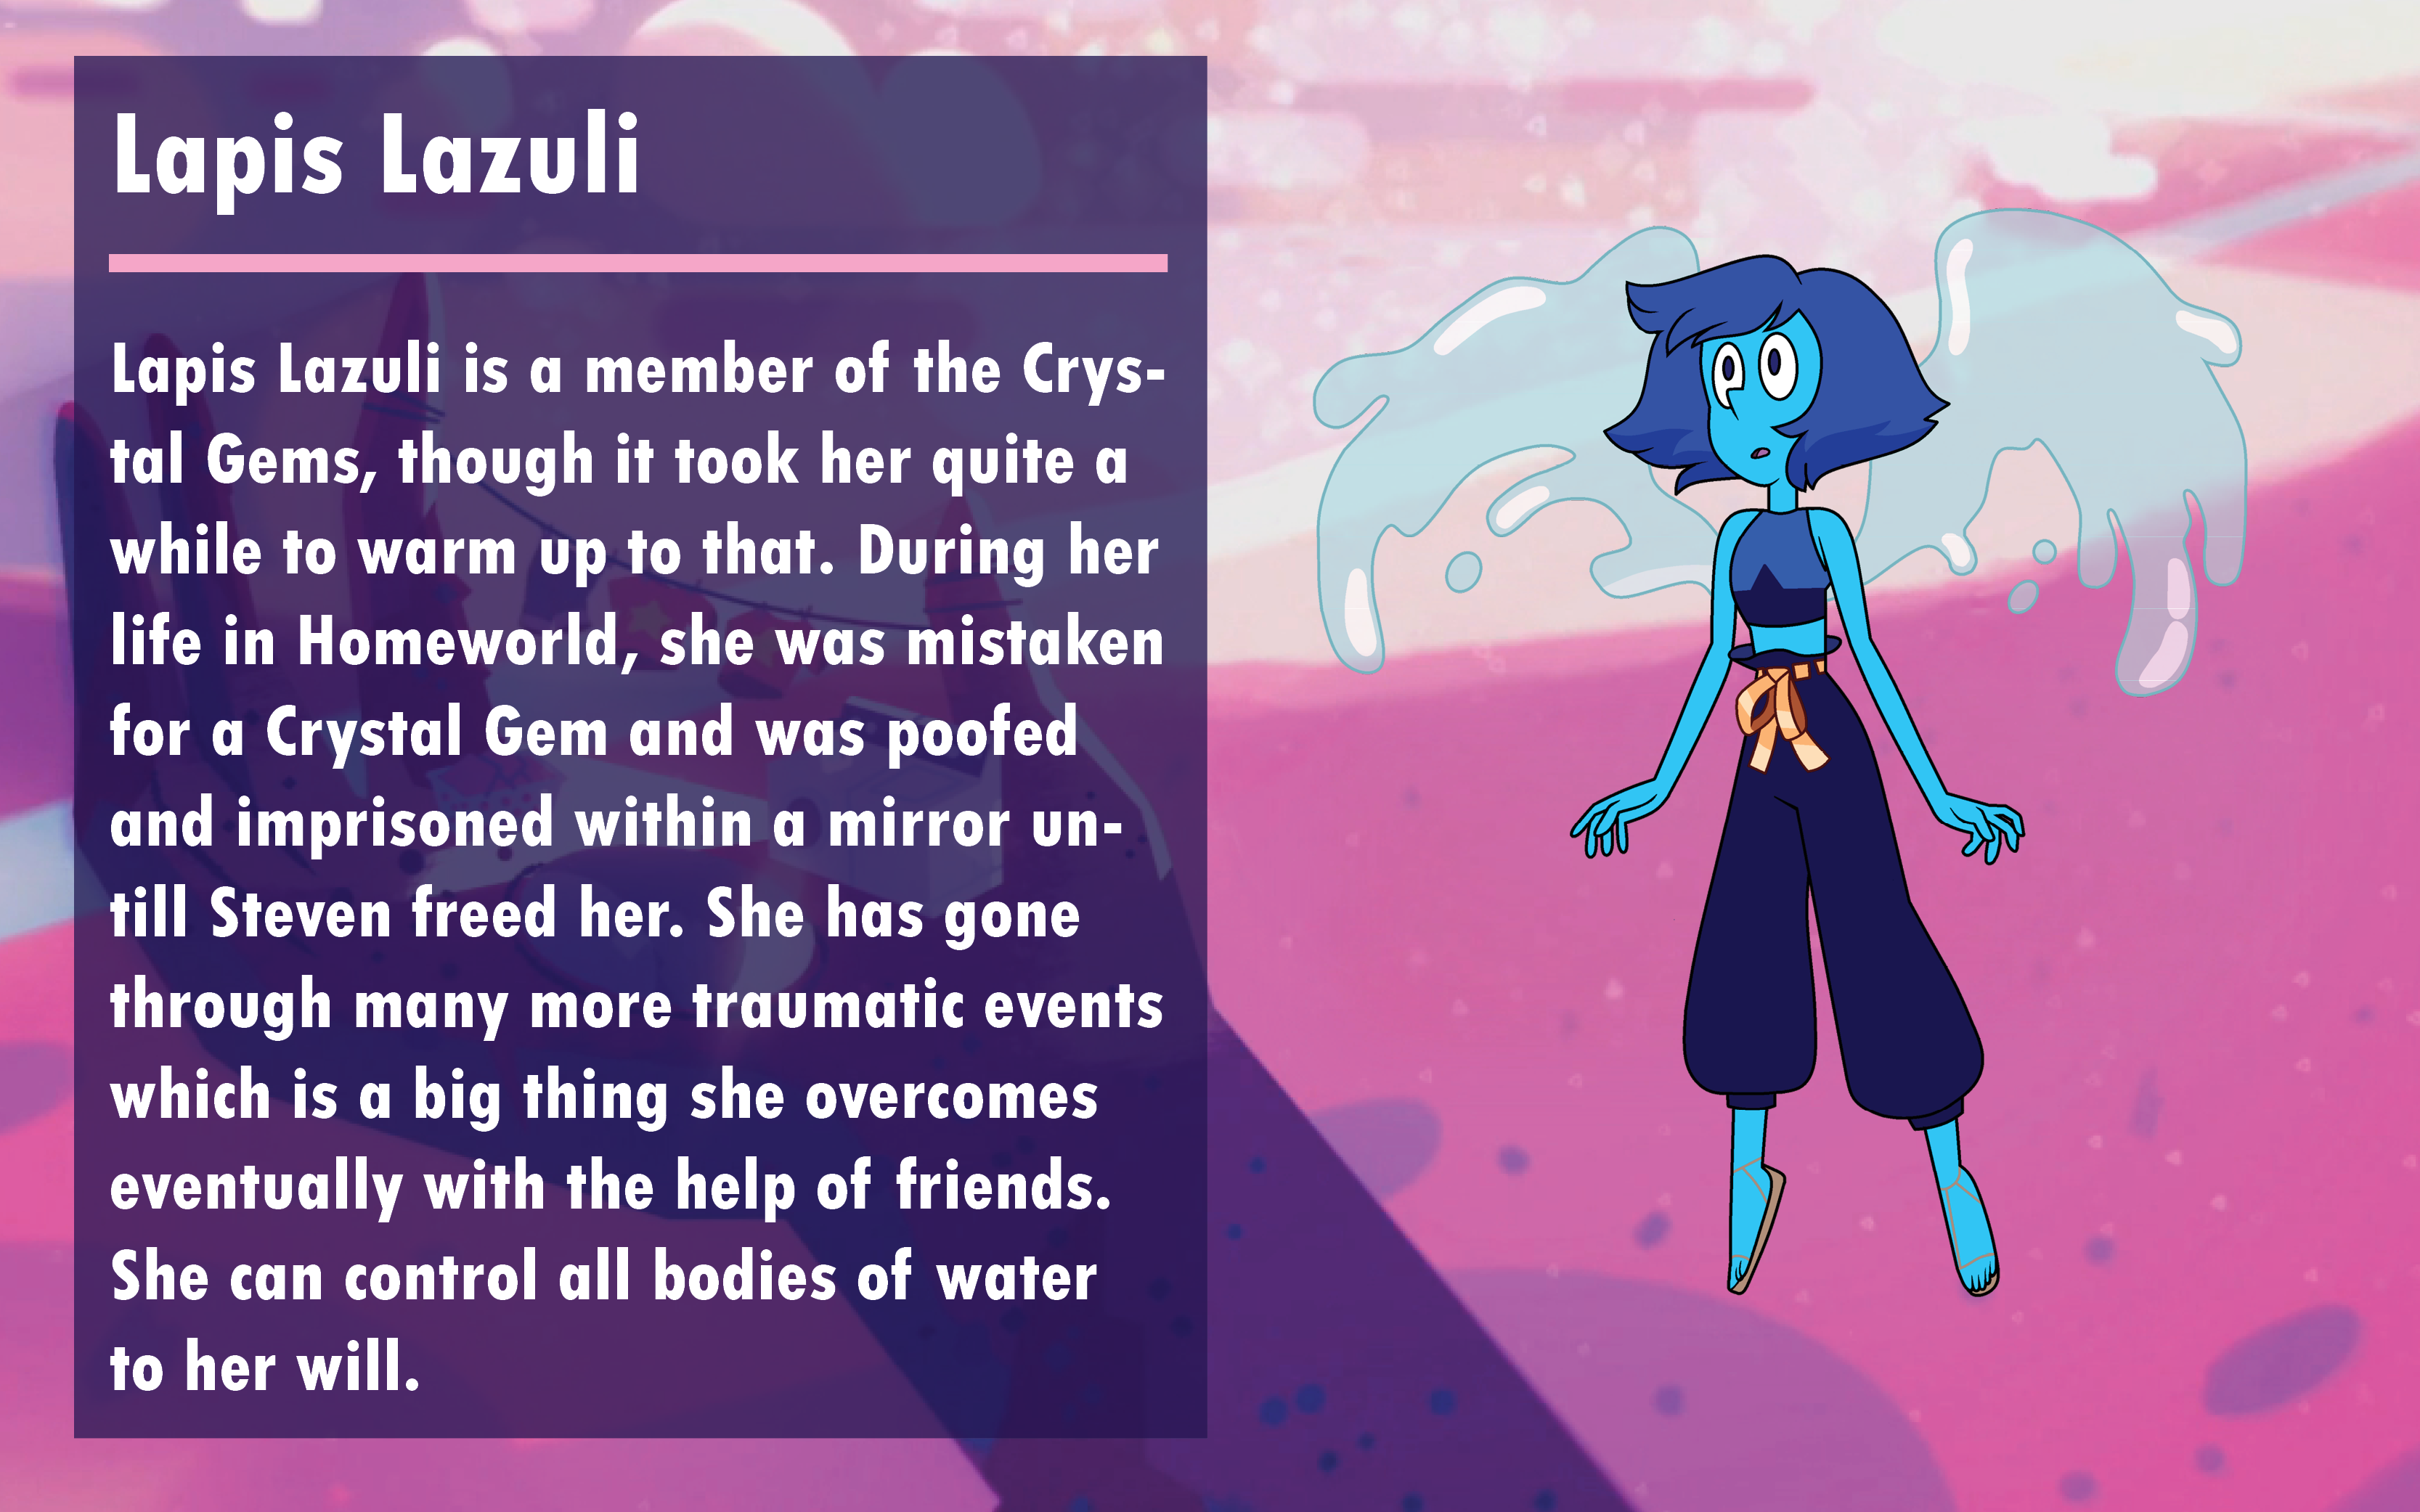 Lapis Lazuli
Lapis Lazuli is a member of the Crys-
tal Gems, though it took her quite a
while to warm up to that. During her
life in Homeworld, she was mistaken
for a Crystal Gem and was poofed
and imprisoned within a mirror un-
till Steven freed her. She has gone
through many more traumatic events
which is a big thing she overcomes
eventually with the help of friends.
She can control all bodies of water
to her will.